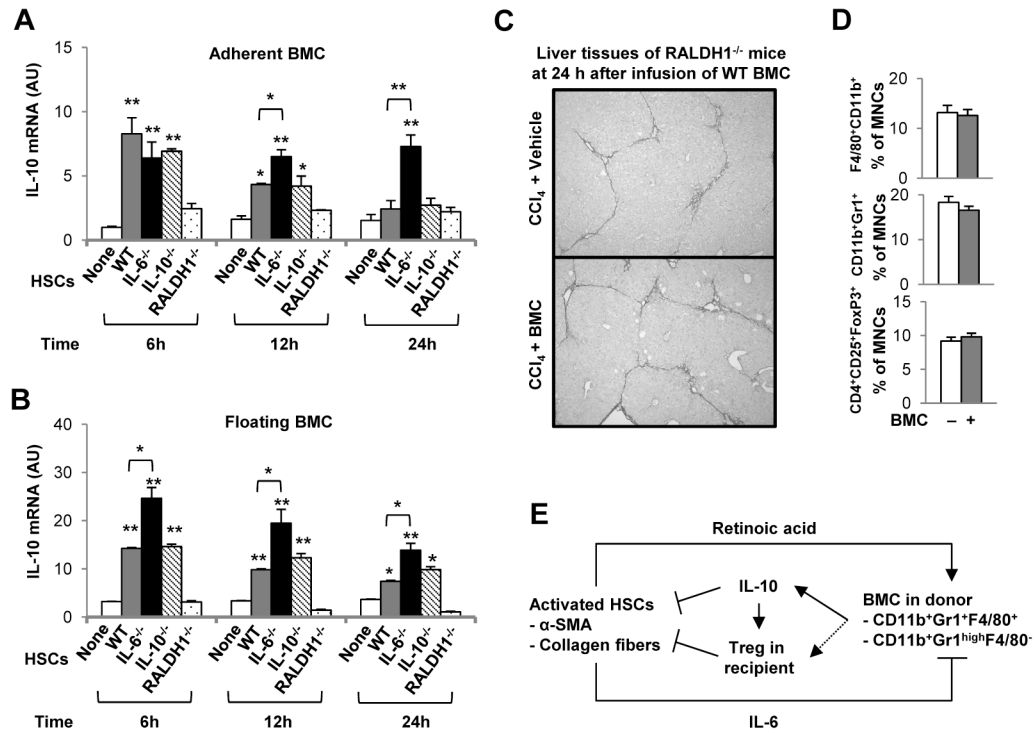 A
Adherent BMC
IL-10 mRNA (AU)
15
10
5
0
** ** ** * * ** * ** **
HSCs
None WT IL-6-/- IL-10-/- RALDH1-/- None WT IL-6-/- IL-10-/- RALDH1-/- None WT IL-6-/- IL-10-/- RALDH1-/-
Time 6h 12h 24h
B
Floating BMC
IL-10 mRNA (AU)
40
30
20
10
0
* ** ** ** * ** ** ** * * ** *
HSCs
None WT IL-6-/- IL-10-/- RALDH1-/- None WT IL-6-/- IL-10-/- RALDH1-/- None WT IL-6-/- IL-10-/- RALDH1-/-
Time 6h 12h 24h
C
Liver tissues of RALDH1-/- mice
at 24 h after infusion of WT BMC
CCl4 + Vehicle
CCl4 + BMC
D
F4/80+CD11b+
% of MNCs
20
10
0
CD11b+Gr1+
% of MNCs
20
10
0
CD4+CD25+FoxP3+
% of MNCs
15
10
5
0
BMC – +
E
Retinoic acid
Activated HSCs
- α-SMA
- Collagen fibers
IL-10
Treg in
recipient
BMC in donor
- CD11b+Gr1+F4/80+
- CD11b+Gr1highF4/80-
IL-6